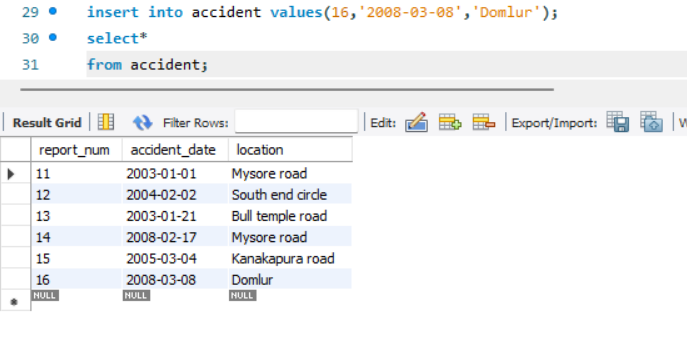 29 insert into accident values(16,'2008-03-08','Domlur');
30 select*
31 from accident;
Result Grid Filter Rows: Edit: Export/Import: W
report_num accident_date location
11 2003-01-01 Mysore road
12 2004-02-02 South end circle
13 2003-01-21 Bull temple road
14 2008-02-17 Mysore road
15 2005-03-04 Kanakapura road
16 2008-03-08 Domlur
NULL NULL NULL